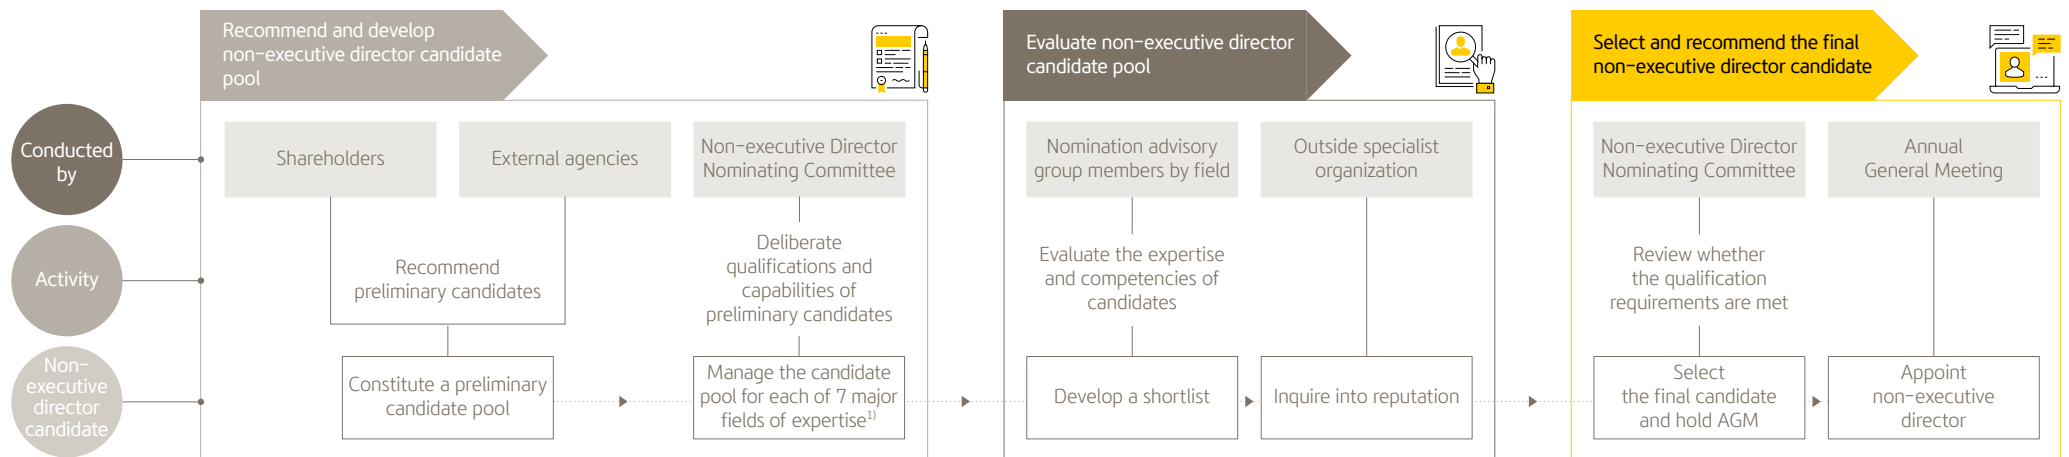 Recommend and develop
non-executive director candidate
pool
Evaluate non-executive director
candidate pool
Select and recommend the final
non-executive director candidate
Conducted
by
Shareholders
External agencies
Non-executive Director
Nominating Committee
Nomination advisory
group members by field
Outside specialist
organization
Non-executive Director
Nominating Committee
Annual
General Meeting
Activity
Recommend
preliminary candidates
Deliberate
qualifications and
capabilities of
preliminary candidates
Evaluate the expertise
and competencies of
candidates
Review whether
the qualification
requirements are met
Non-
executive
director
candidate
Constitute a preliminary
candidate pool
Manage the candidate
pool for each of 7 major
fields of expertise1)
Develop a shortlist
Inquire into reputation
Select
the final candidate
and hold AGM
Appoint
non-executive
director